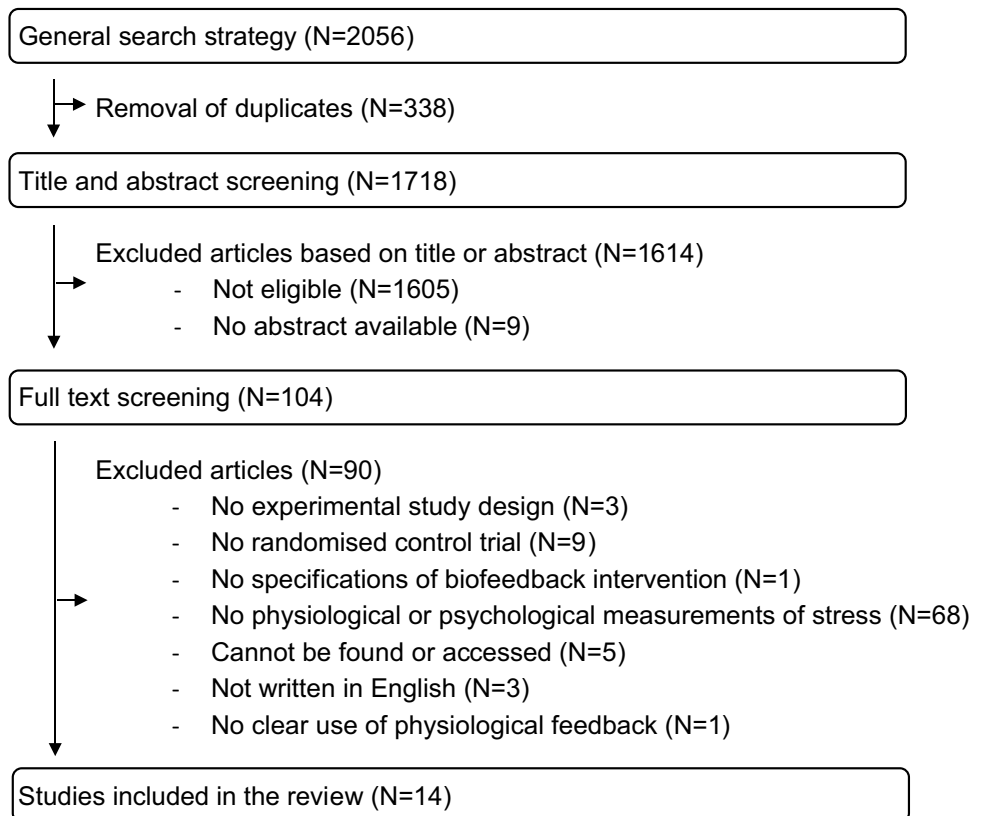 General search strategy (N=2056)
Removal of duplicates (N=338)
Title and abstract screening (N=1718)
Excluded articles based on title or abstract (N=1614)
- Not eligible (N=1605)
- No abstract available (N=9)
Full text screening (N=104)
Excluded articles (N=90)
- No experimental study design (N=3)
- No randomised control trial (N=9)
- No specifications of biofeedback intervention (N=1)
- No physiological or psychological measurements of stress (N=68)
- Cannot be found or accessed (N=5)
- Not written in English (N=3)
- No clear use of physiological feedback (N=1)
Studies included in the review (N=14)